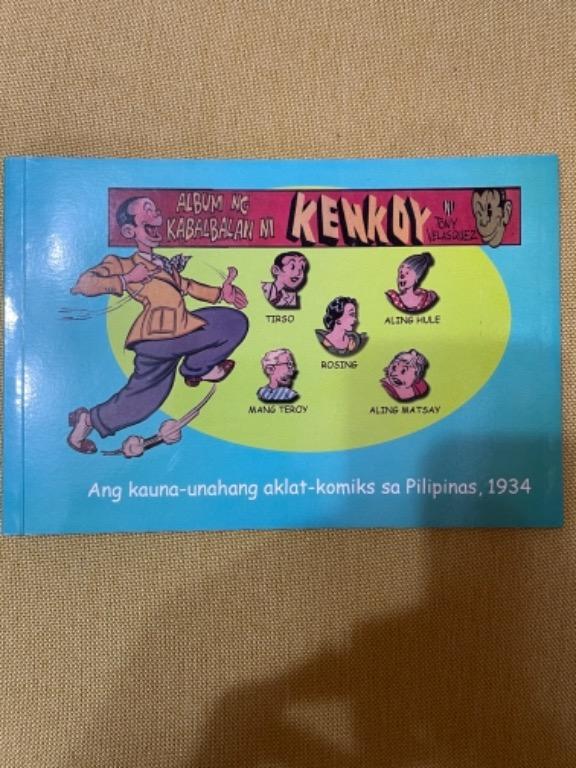 ALBUM NG
KABALBALAN NI
KENKOY
NI
TONY
VELASQUEZ
TIRSO
ALING HULE
ROSING
MANG TEROY
ALING MATSAY
Ang kauna-unahang aklat-komiks sa Pilipinas, 1934